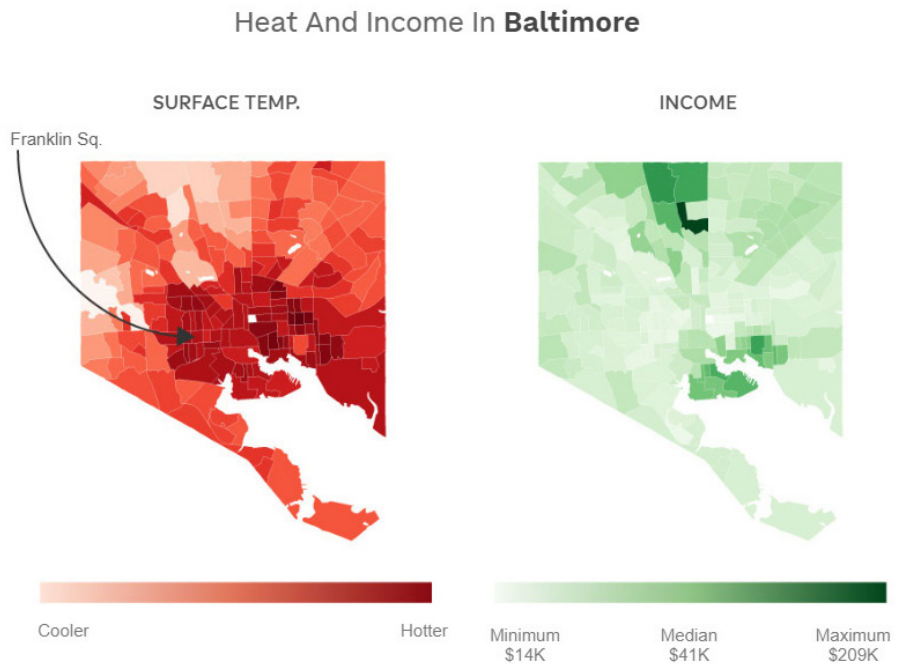 Heat And Income In Baltimore
SURFACE TEMP.
INCOME
Franklin Sq.
Cooler
Hotter
Minimum
$14K
Median
$41K
Maximum
$209K